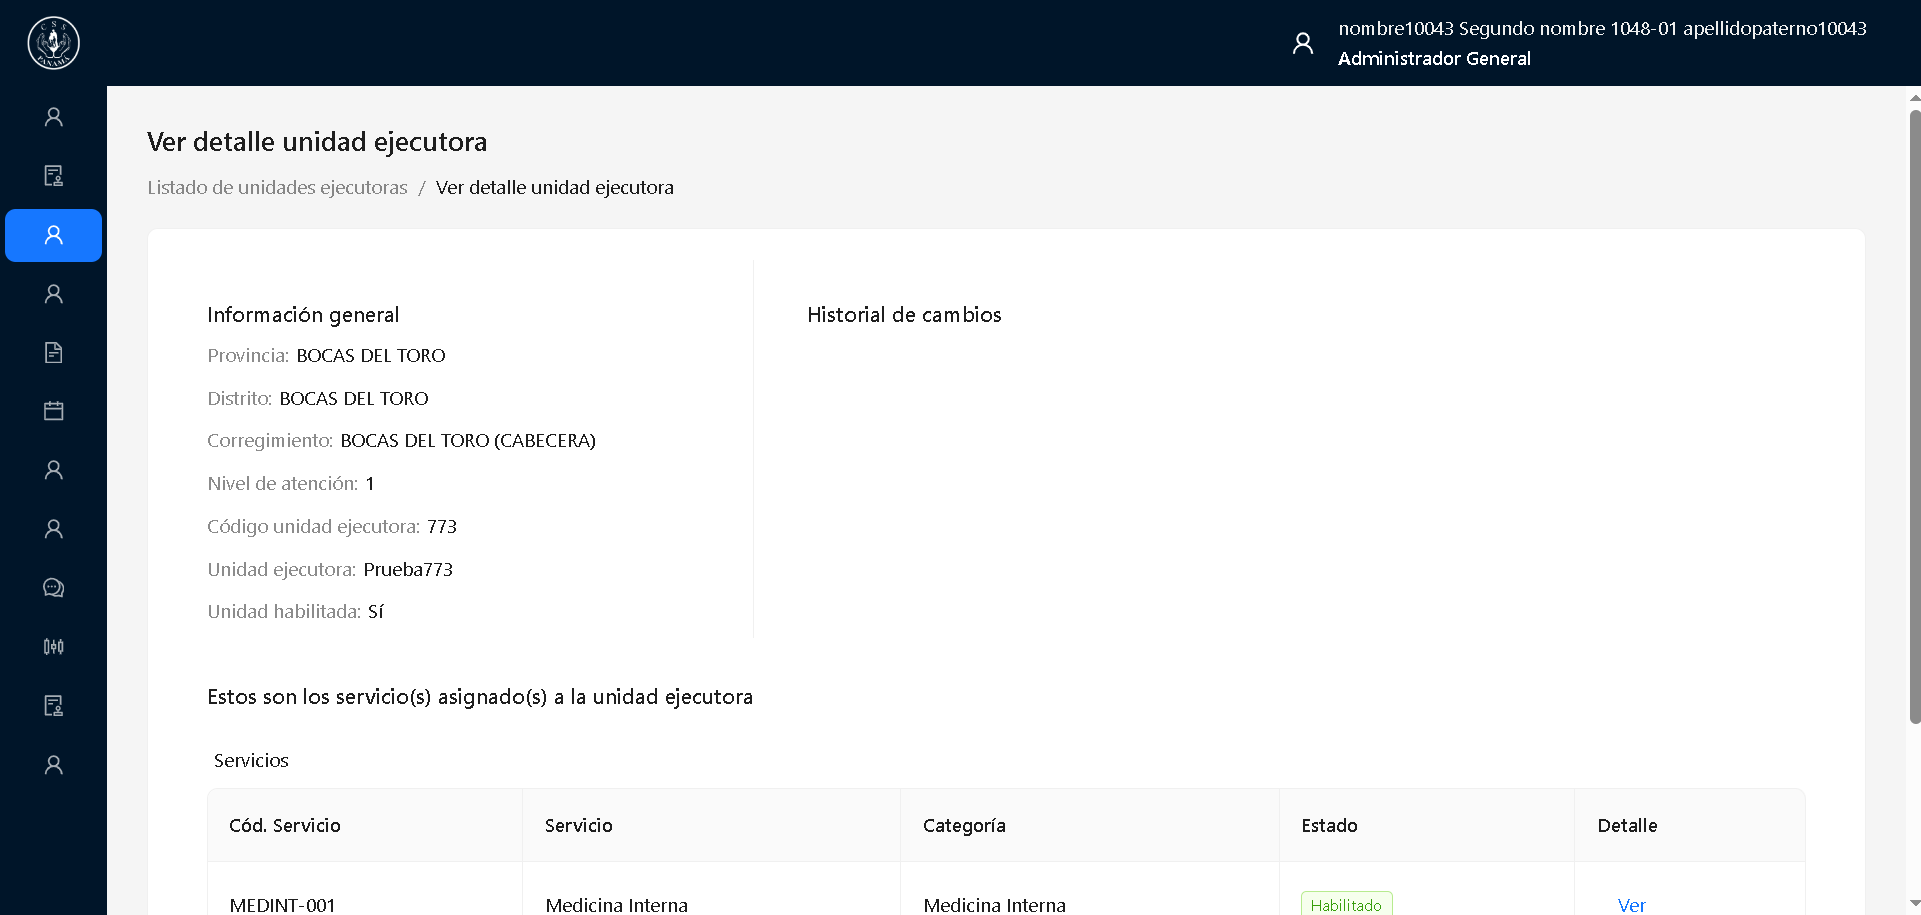 CSS
PANAMÁ
nombre10043 Segundo nombre 1048-01 apellidopaterno10043
Administrador General
Ver detalle unidad ejecutora
Listado de unidades ejecutoras / Ver detalle unidad ejecutora
Información general
Provincia: BOCAS DEL TORO
Distrito: BOCAS DEL TORO
Corregimiento: BOCAS DEL TORO (CABECERA)
Nivel de atención: 1
Código unidad ejecutora: 773
Unidad ejecutora: Prueba773
Unidad habilitada: Sí
Historial de cambios
Estos son los servicio(s) asignado(s) a la unidad ejecutora
Servicios
Cód. Servicio Servicio Categoría Estado Detalle
MEDINT-001 Medicina Interna Medicina Interna Habilitado Ver